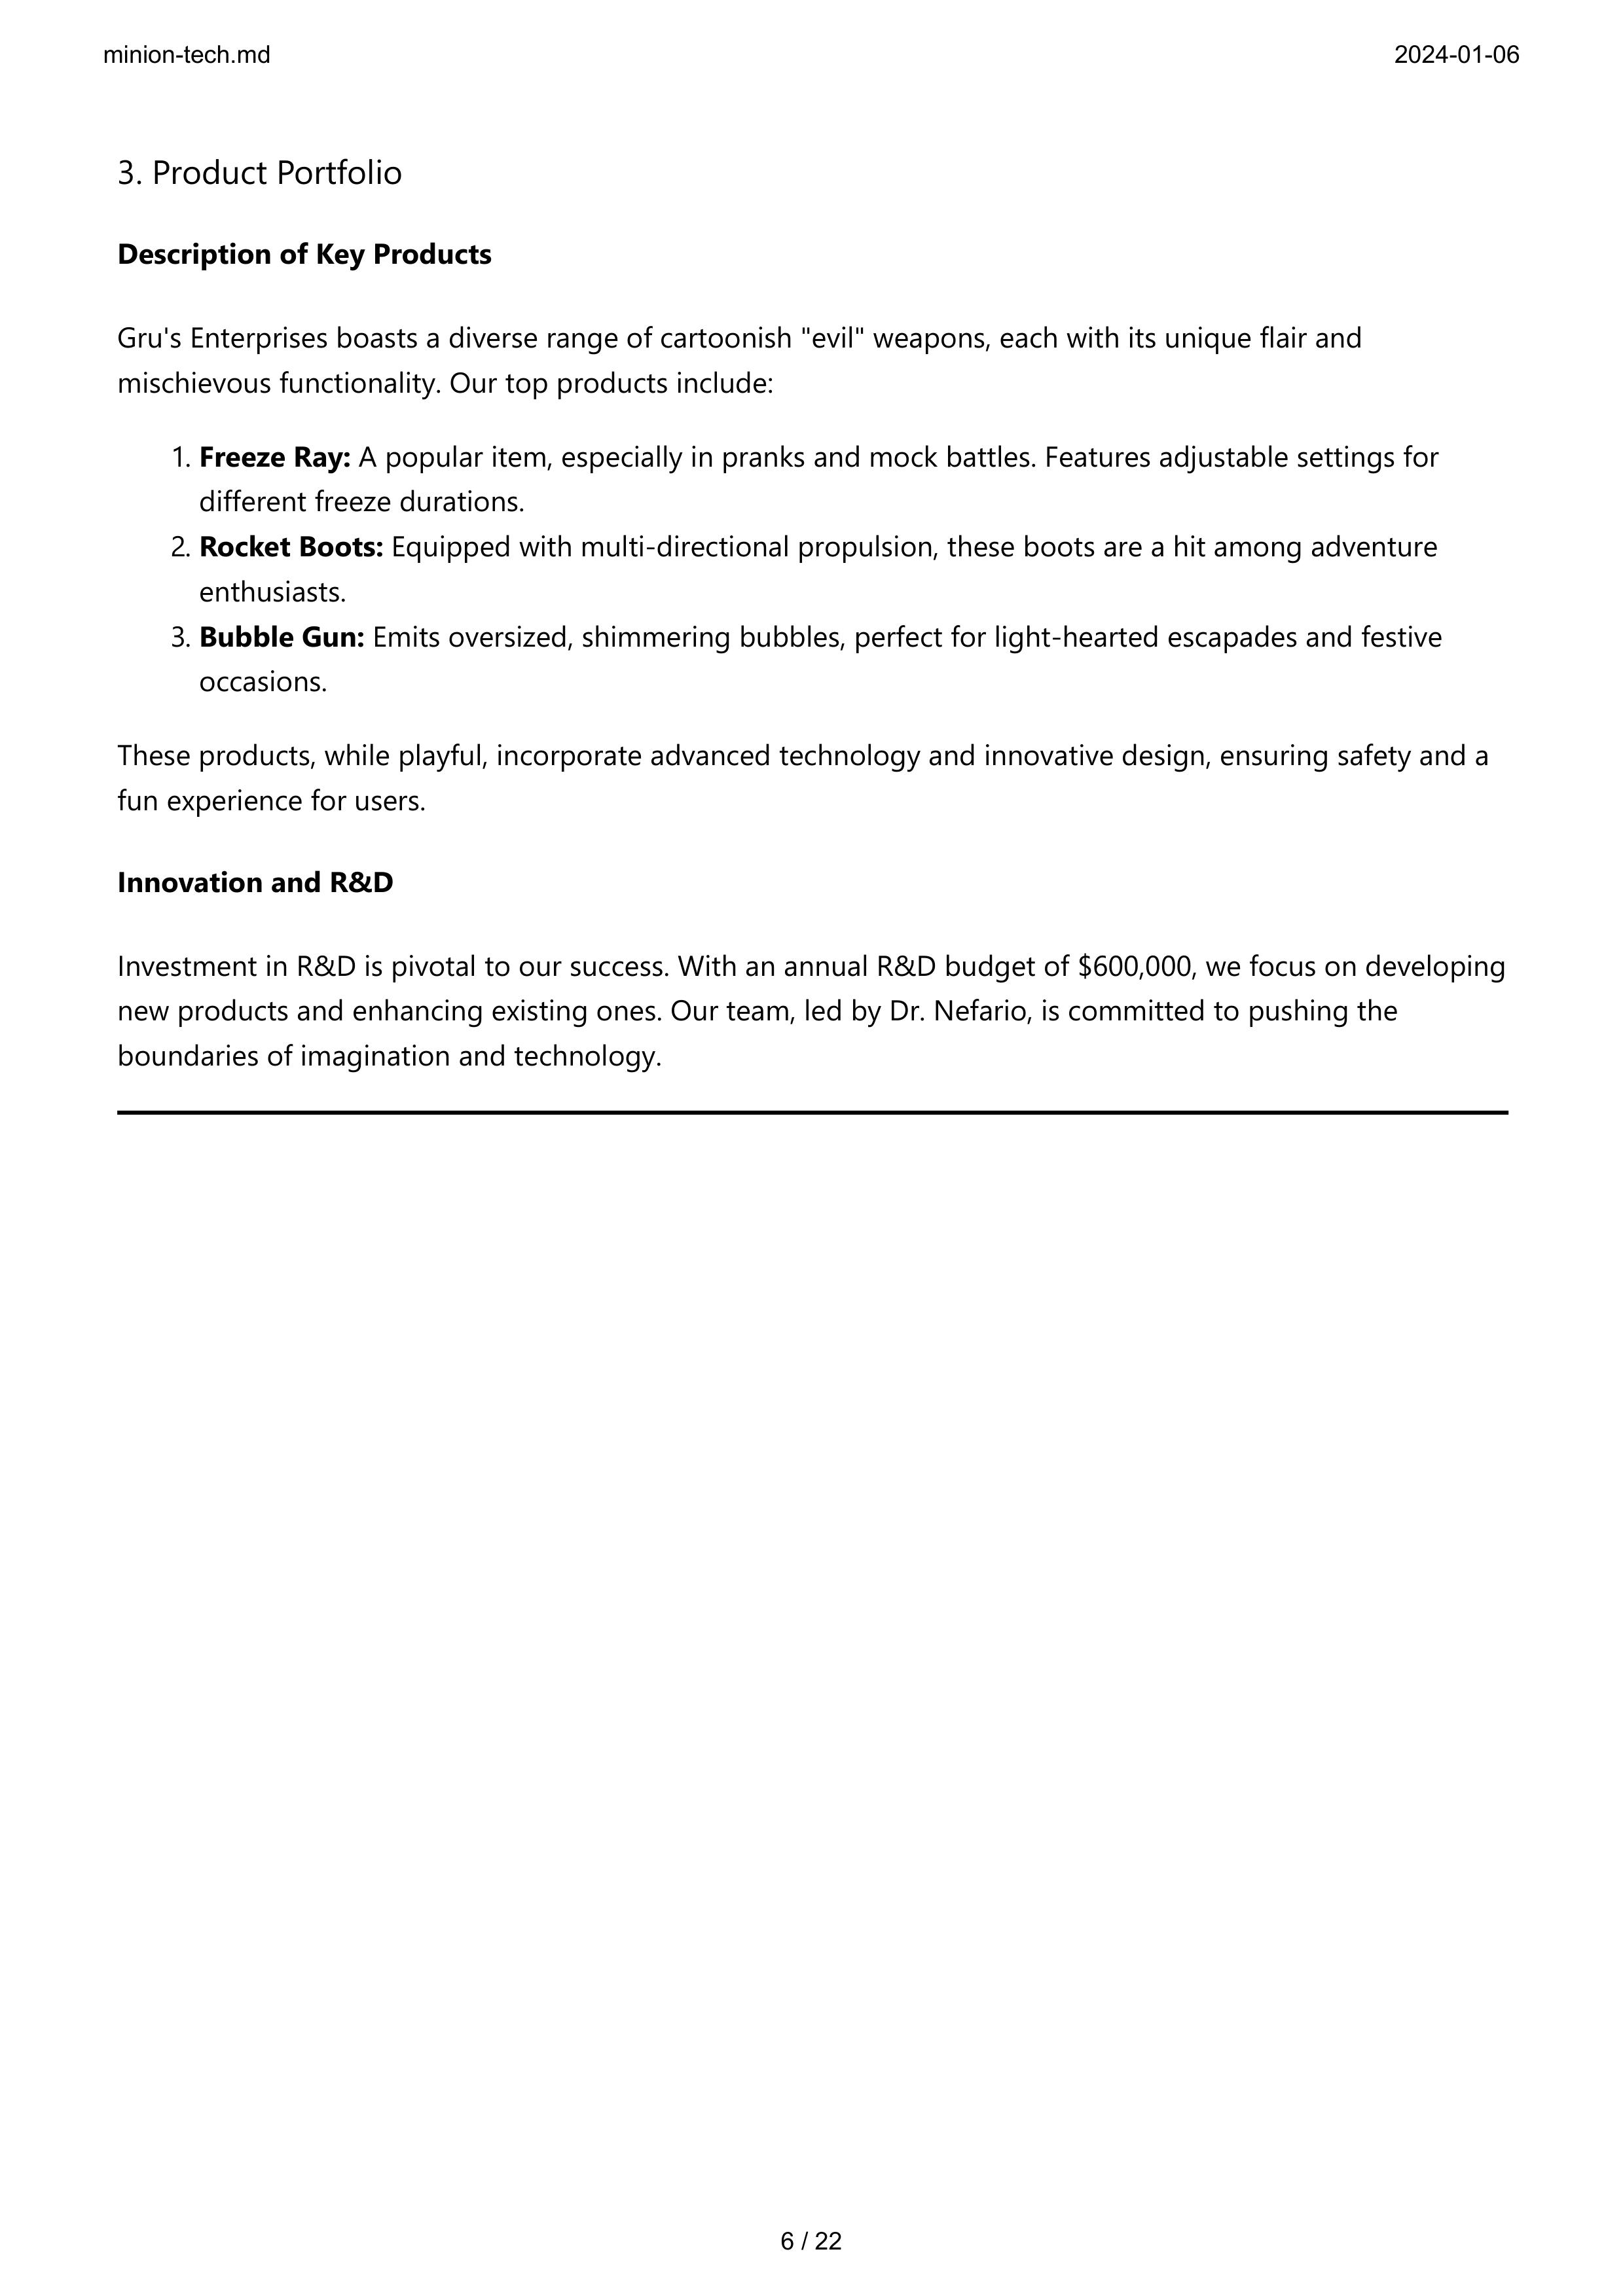 minion-tech.md 2024-01-06
3. Product Portfolio
Description of Key Products
Gru's Enterprises boasts a diverse range of cartoonish "evil" weapons, each with its unique flair and
mischievous functionality. Our top products include:
1. Freeze Ray: A popular item, especially in pranks and mock battles. Features adjustable settings for
different freeze durations.
2. Rocket Boots: Equipped with multi-directional propulsion, these boots are a hit among adventure
enthusiasts.
3. Bubble Gun: Emits oversized, shimmering bubbles, perfect for light-hearted escapades and festive
occasions.
These products, while playful, incorporate advanced technology and innovative design, ensuring safety and a
fun experience for users.
Innovation and R&D
Investment in R&D is pivotal to our success. With an annual R&D budget of $600,000, we focus on developing
new products and enhancing existing ones. Our team, led by Dr. Nefario, is committed to pushing the
boundaries of imagination and technology.
6 / 22